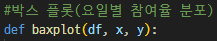 #박스 플롯(요일별 참여율 분포)
def baxplot(df, x, y):